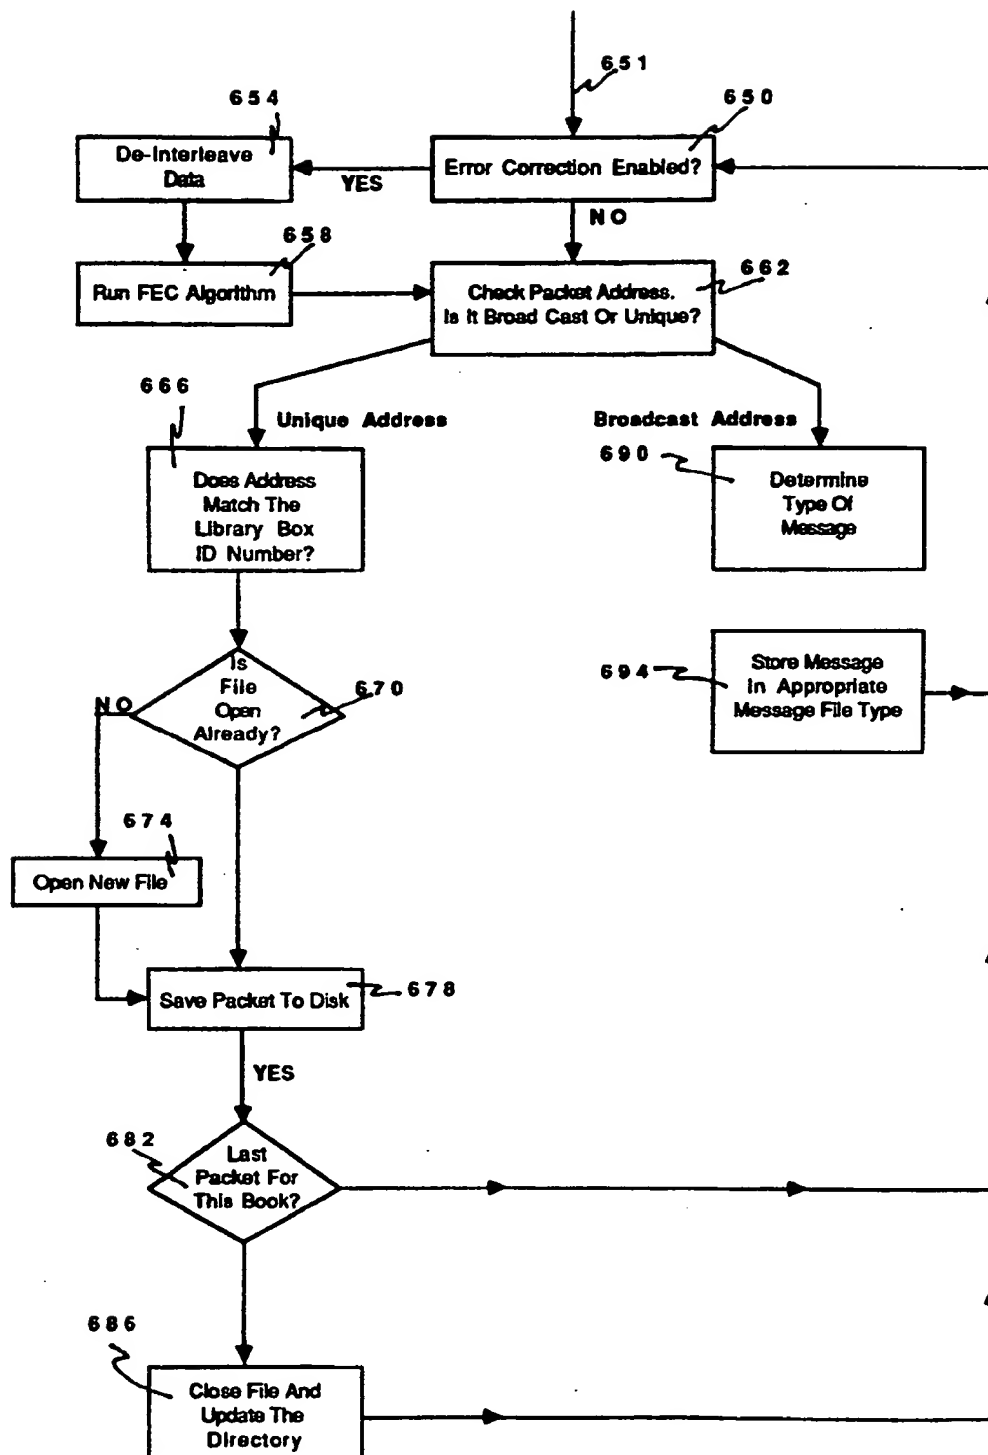 651
654
650
De-Interleave
Data
Error Correction Enabled?
YES
NO
658
662
Run FEC Algorithm
Check Packet Address.
Is It Broad Cast Or Unique?
666
Unique Address
Broadcast Address
690
Does Address
Match The
Library Box
ID Number?
Determine
Type Of
Message
Is
File
Open
Already?
670
NO
694
Store Message
In Appropriate
Message File Type
674
Open New File
Save Packet To Disk
678
YES
682
Last
Packet For
This Book?
686
Close File And
Update The
Directory